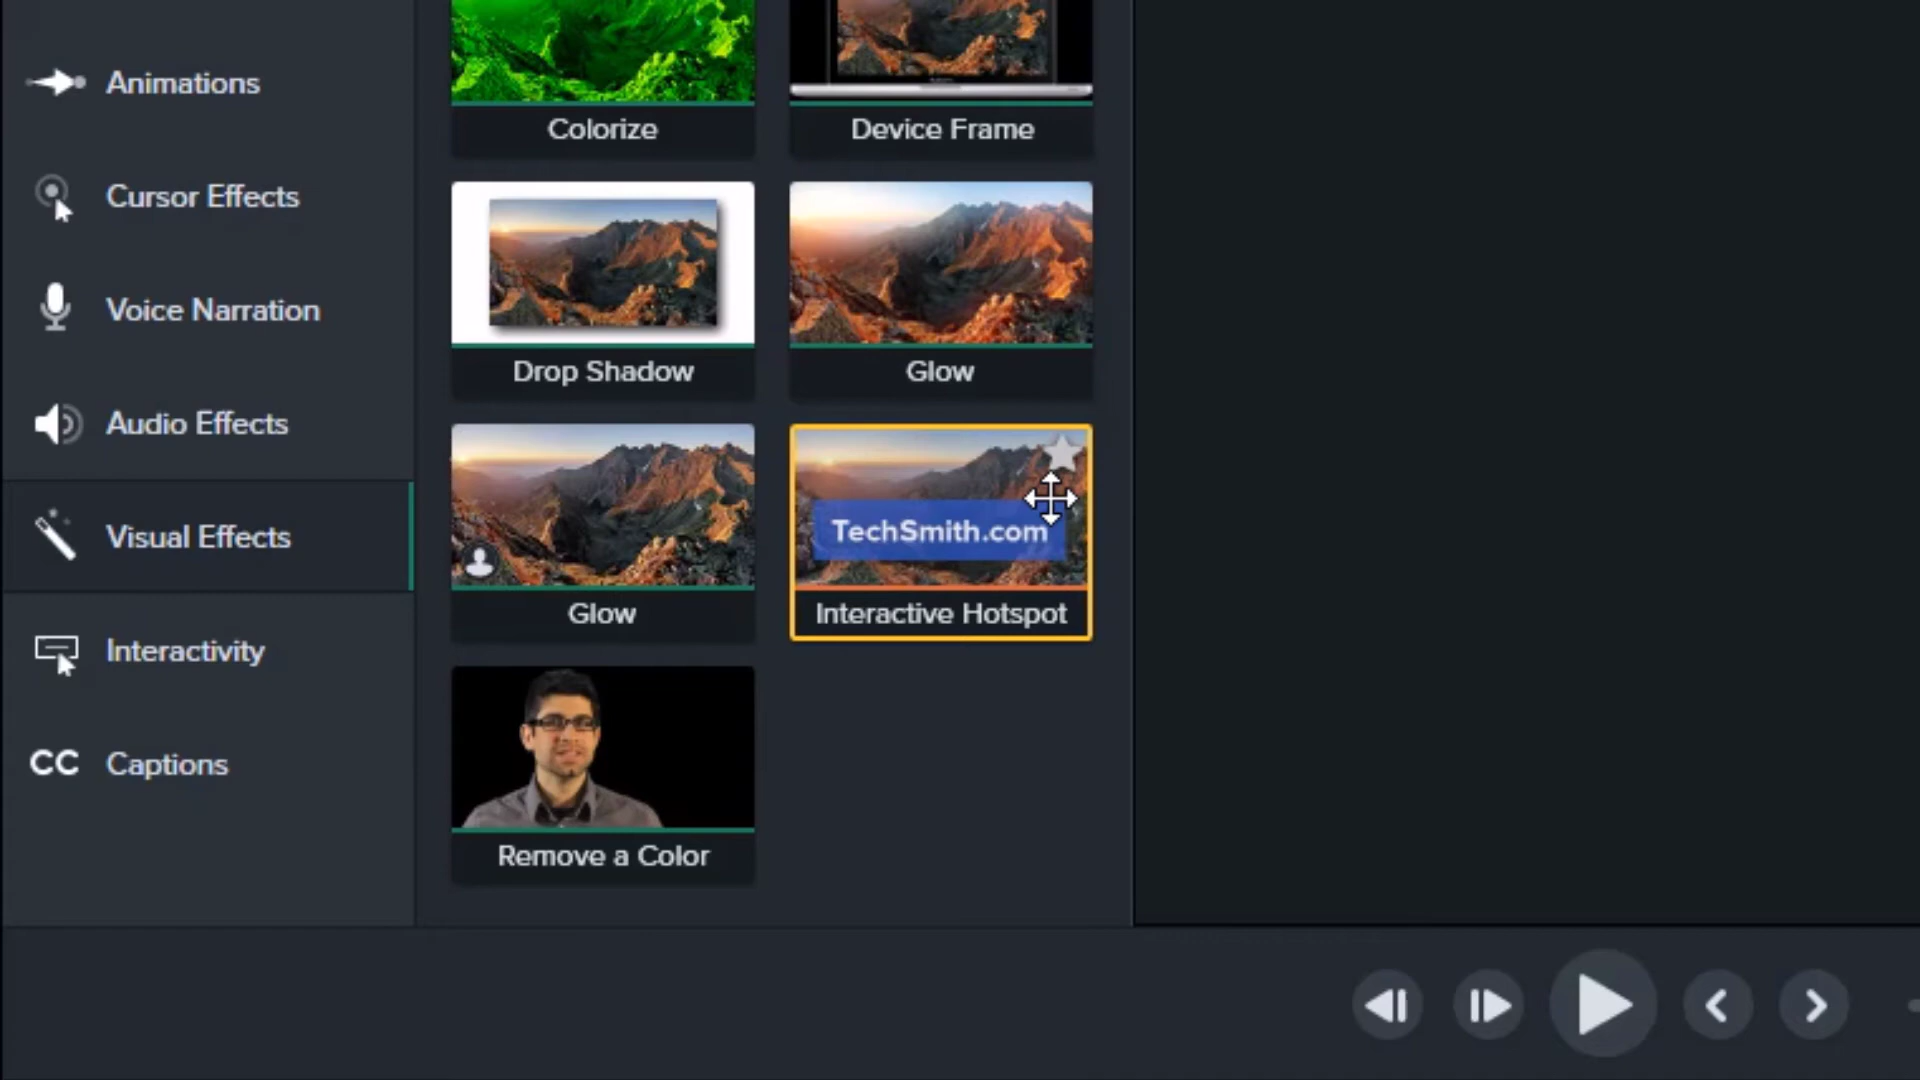 Animations
Cursor Effects
Voice Narration
Audio Effects
Visual Effects
Interactivity
CC Captions
Colorize
Device Frame
Drop Shadow
Glow
Glow
TechSmith.com
Interactive Hotspot
Remove a Color